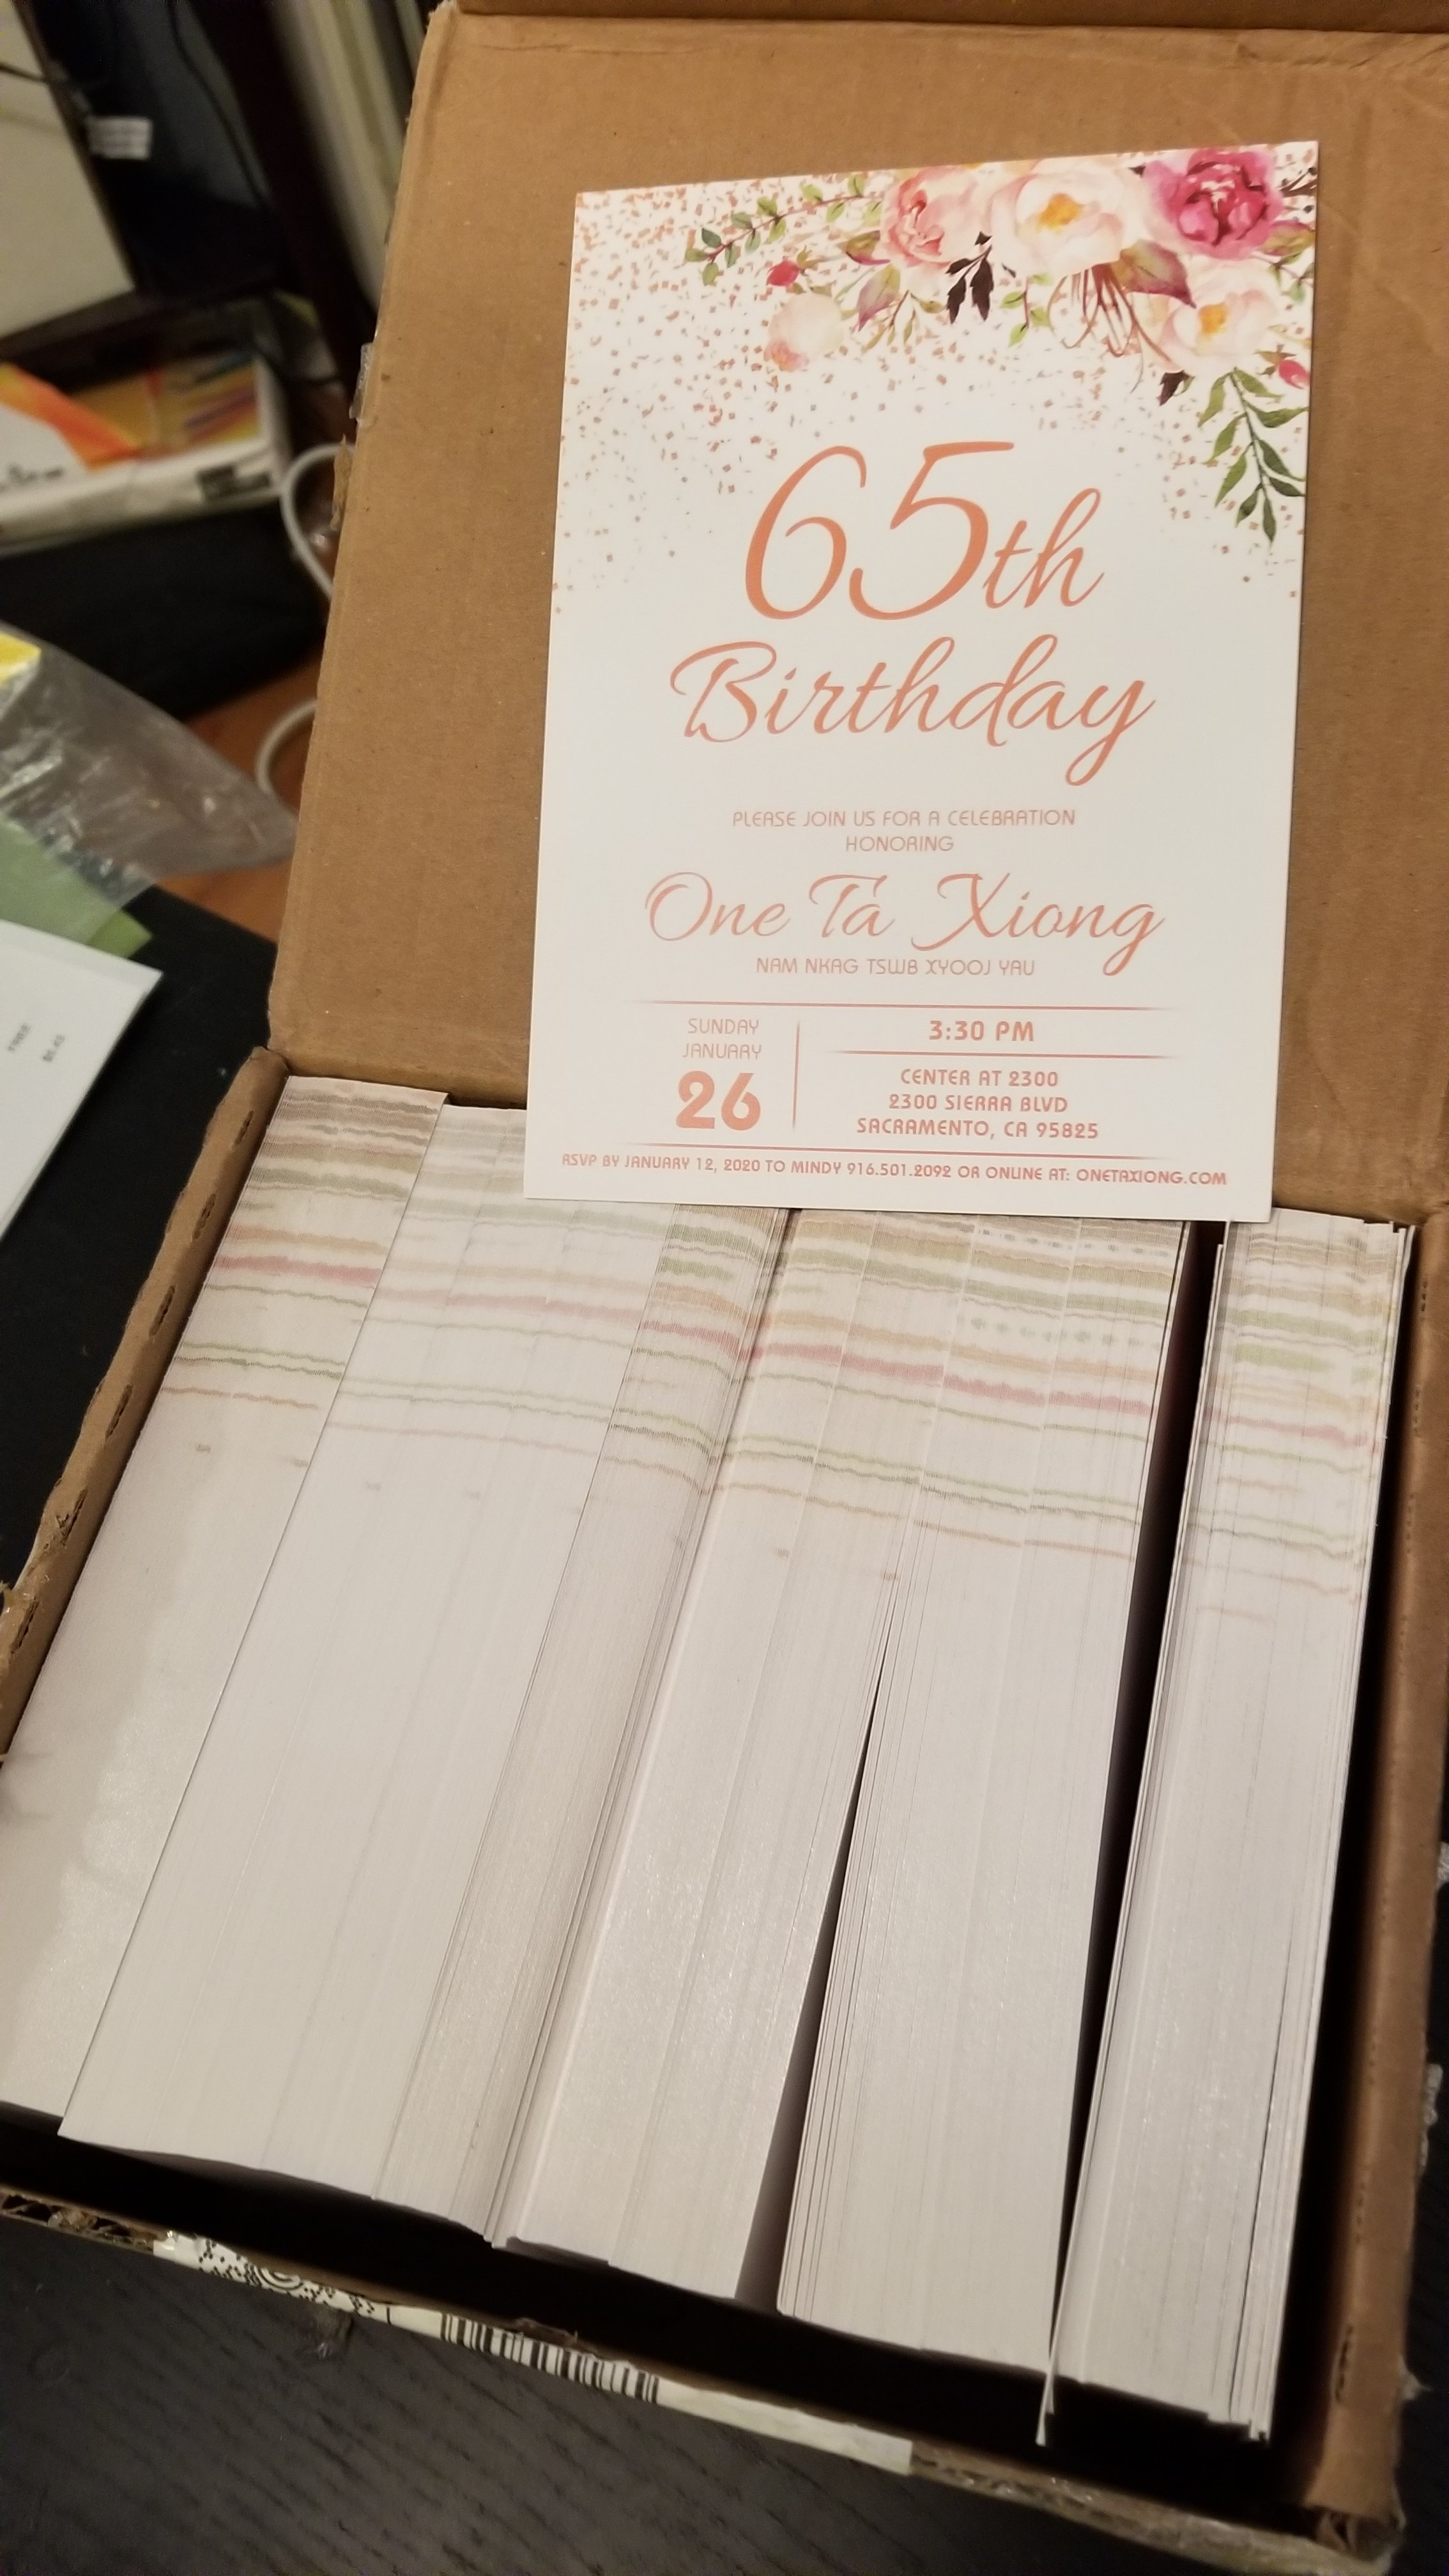 65th
Birthday
PLEASE JOIN US FOR A CELEBRATION
HONORING
One Ta Xiong
NAM NKAG TSWB XYOOJ YAU
SUNDAY
JANUARY
26
3:30 PM
CENTER AT 2300
2300 SIERRA BLVD
SACRAMENTO, CA 95825
RSVP BY JANUARY 12, 2020 TO MINDY 916.501.2092 OR ONLINE AT: ONETAXIONG.COM